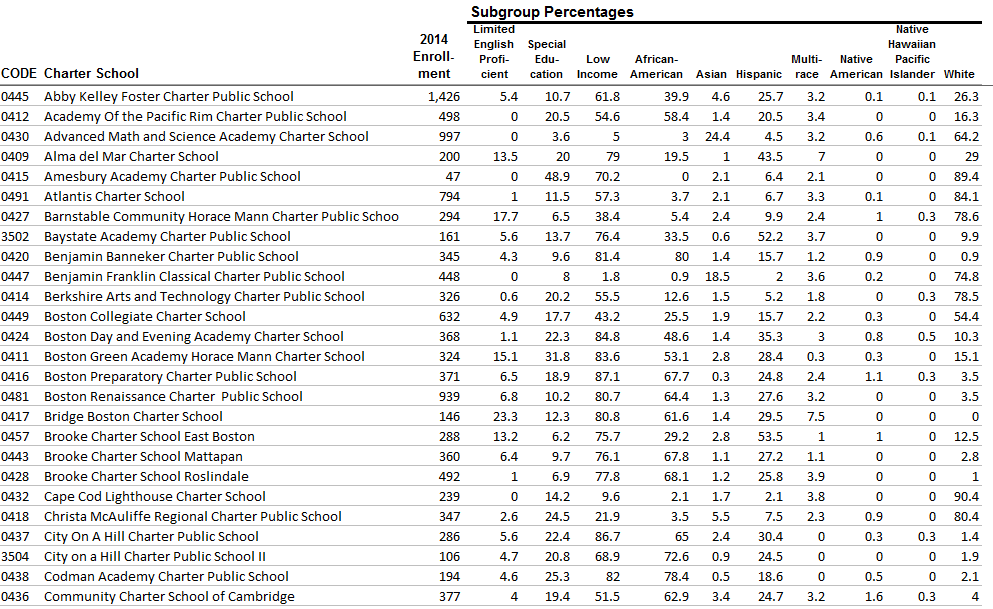 Subgroup Percentages
CODE Charter School 2014 Enroll-ment Limited English Profi-cient Special Edu-cation Low Income African-American Asian Hispanic Multi-race Native American Native Hawaiian Pacific Islander White
0445 Abby Kelley Foster Charter Public School 1,426 5.4 10.7 61.8 39.9 4.6 25.7 3.2 0.1 0.1 26.3
0412 Academy Of the Pacific Rim Charter Public School 498 0 20.5 54.6 58.4 1.4 20.5 3.4 0 0 16.3
0430 Advanced Math and Science Academy Charter School 997 0 3.6 5 3 24.4 4.5 3.2 0.6 0.1 64.2
0409 Alma del Mar Charter School 200 13.5 20 79 19.5 1 43.5 7 0 0 29
0415 Amesbury Academy Charter Public School 47 0 48.9 70.2 0 2.1 6.4 2.1 0 0 89.4
0491 Atlantis Charter School 794 1 11.5 57.3 3.7 2.1 6.7 3.3 0.1 0 84.1
0427 Barnstable Community Horace Mann Charter Public Schoo 294 17.7 6.5 38.4 5.4 2.4 9.9 2.4 1 0.3 78.6
3502 Baystate Academy Charter Public School 161 5.6 13.7 76.4 33.5 0.6 52.2 3.7 0 0 9.9
0420 Benjamin Banneker Charter Public School 345 4.3 9.6 81.4 80 1.4 15.7 1.2 0.9 0 0.9
0447 Benjamin Franklin Classical Charter Public School 448 0 8 1.8 0.9 18.5 2 3.6 0.2 0 74.8
0414 Berkshire Arts and Technology Charter Public School 326 0.6 20.2 55.5 12.6 1.5 5.2 1.8 0 0.3 78.5
0449 Boston Collegiate Charter School 632 4.9 17.7 43.2 25.5 1.9 15.7 2.2 0.3 0 54.4
0424 Boston Day and Evening Academy Charter School 368 1.1 22.3 84.8 48.6 1.4 35.3 3 0.8 0.5 10.3
0411 Boston Green Academy Horace Mann Charter School 324 15.1 31.8 83.6 53.1 2.8 28.4 0.3 0.3 0 15.1
0416 Boston Preparatory Charter Public School 371 6.5 18.9 87.1 67.7 0.3 24.8 2.4 1.1 0.3 3.5
0481 Boston Renaissance Charter  Public School 939 6.8 10.2 80.7 64.4 1.3 27.6 3.2 0 0 3.5
0417 Bridge Boston Charter School 146 23.3 12.3 80.8 61.6 1.4 29.5 7.5 0 0 0
0457 Brooke Charter School East Boston 288 13.2 6.2 75.7 29.2 2.8 53.5 1 1 0 12.5
0443 Brooke Charter School Mattapan 360 6.4 9.7 76.1 67.8 1.1 27.2 1.1 0 0 2.8
0428 Brooke Charter School Roslindale 492 1 6.9 77.8 68.1 1.2 25.8 3.9 0 0 1
0432 Cape Cod Lighthouse Charter School 239 0 14.2 9.6 2.1 1.7 2.1 3.8 0 0 90.4
0418 Christa McAuliffe Regional Charter Public School 347 2.6 24.5 21.9 3.5 5.5 7.5 2.3 0.9 0 80.4
0437 City On A Hill Charter Public School 286 5.6 22.4 86.7 65 2.4 30.4 0 0.3 0.3 1.4
3504 City on a Hill Charter Public School II 106 4.7 20.8 68.9 72.6 0.9 24.5 0 0 0 1.9
0438 Codman Academy Charter Public School 194 4.6 25.3 82 78.4 0.5 18.6 0 0.5 0 2.1
0436 Community Charter School of Cambridge 377 4 19.4 51.5 62.9 3.4 24.7 3.2 1.6 0.3 4